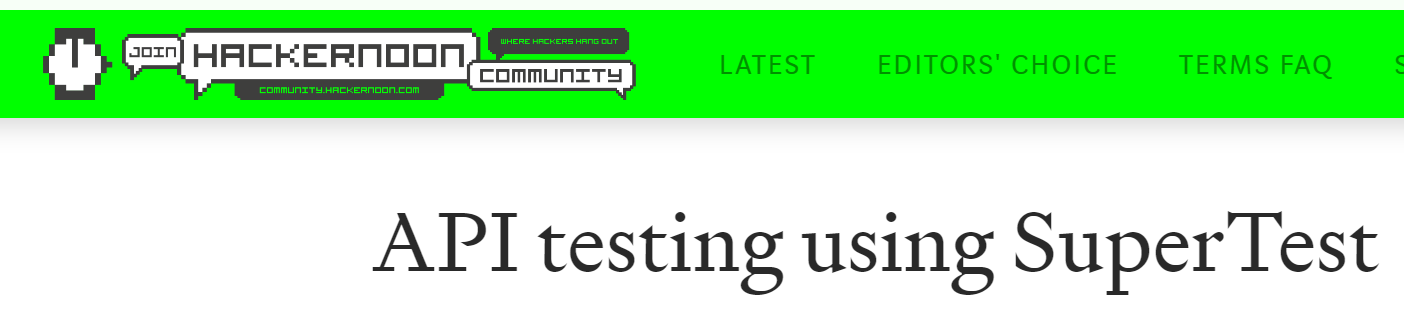 JOIN HACKERNOON WHERE HACKERS HANG OUT
COMMUNITY
COMMUNITY.HACKERNOON.COM
LATEST EDITORS' CHOICE TERMS FAQ
API testing using SuperTest